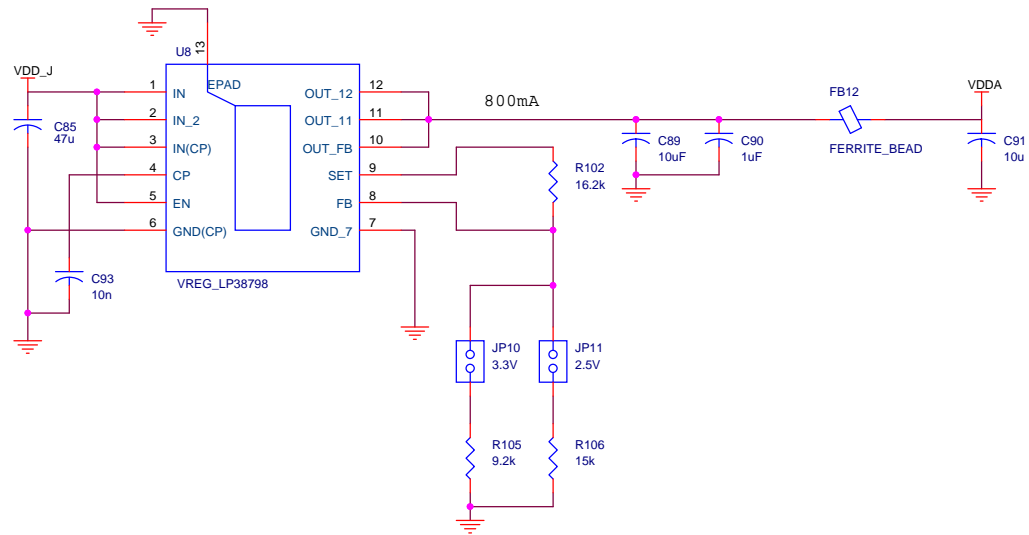 13
U8
VDD_J
EPAD
1
IN
OUT_12
12
2
IN_2
OUT_11
11
3
IN(CP)
OUT_FB
10
4
CP
SET
9
5
EN
FB
8
6
GND(CP)
GND_7
7
VREG_LP38798
C85
47u
C93
10n
800mA
C89
10uF
C90
1uF
FB12
FERRITE_BEAD
VDDA
C91
10u
R102
16.2k
JP10
3.3V
JP11
2.5V
R105
9.2k
R106
15k